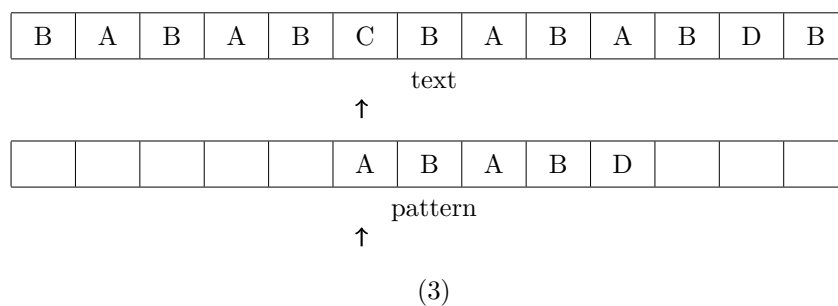 B A B A B C B A B A B D B
text
↑
A B A B D
pattern
↑
(3)